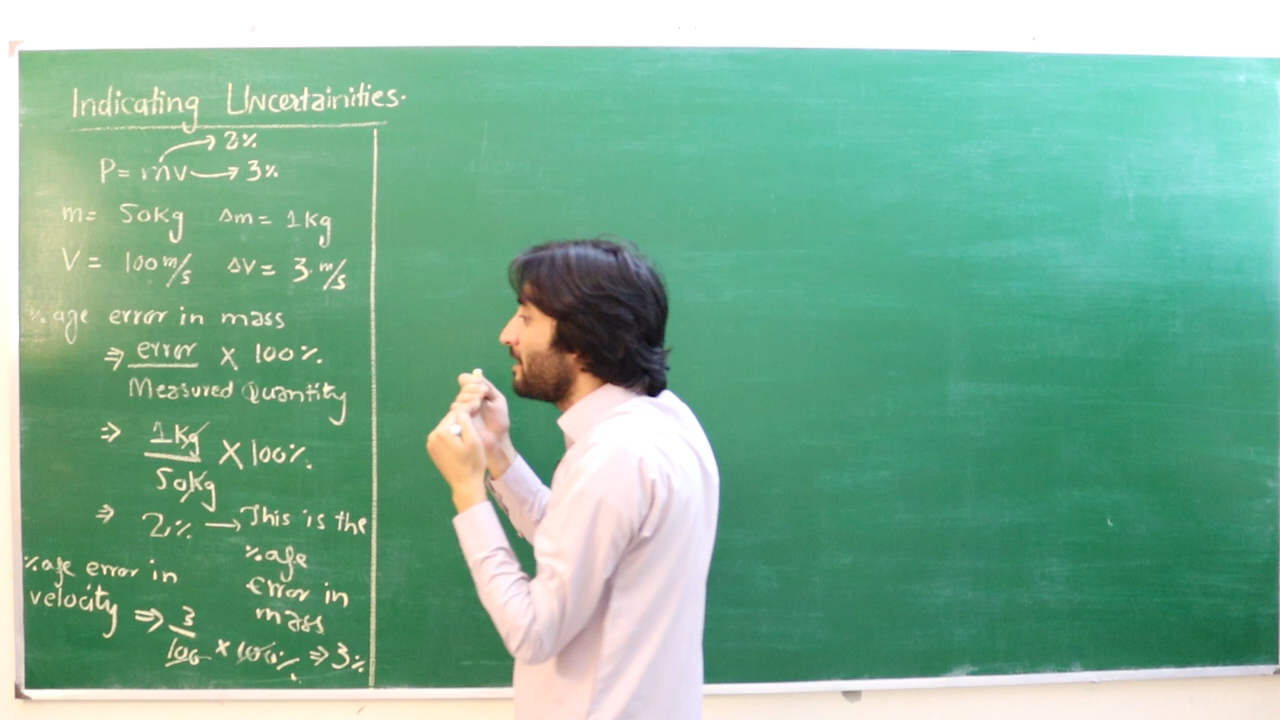 Indicating Uncertainities.
P = mv → 2%
→ 3%
m = 50Kg Δm = 1Kg
V = 100 m/s ΔV = 3 m/s
%age error in mass
⇒ error / Measured Quantity × 100%
⇒ 1Kg / 50Kg × 100%
⇒ 2% → This is the %age error in mass
%age error in velocity ⇒ 3 / 100 × 100% ⇒ 3%